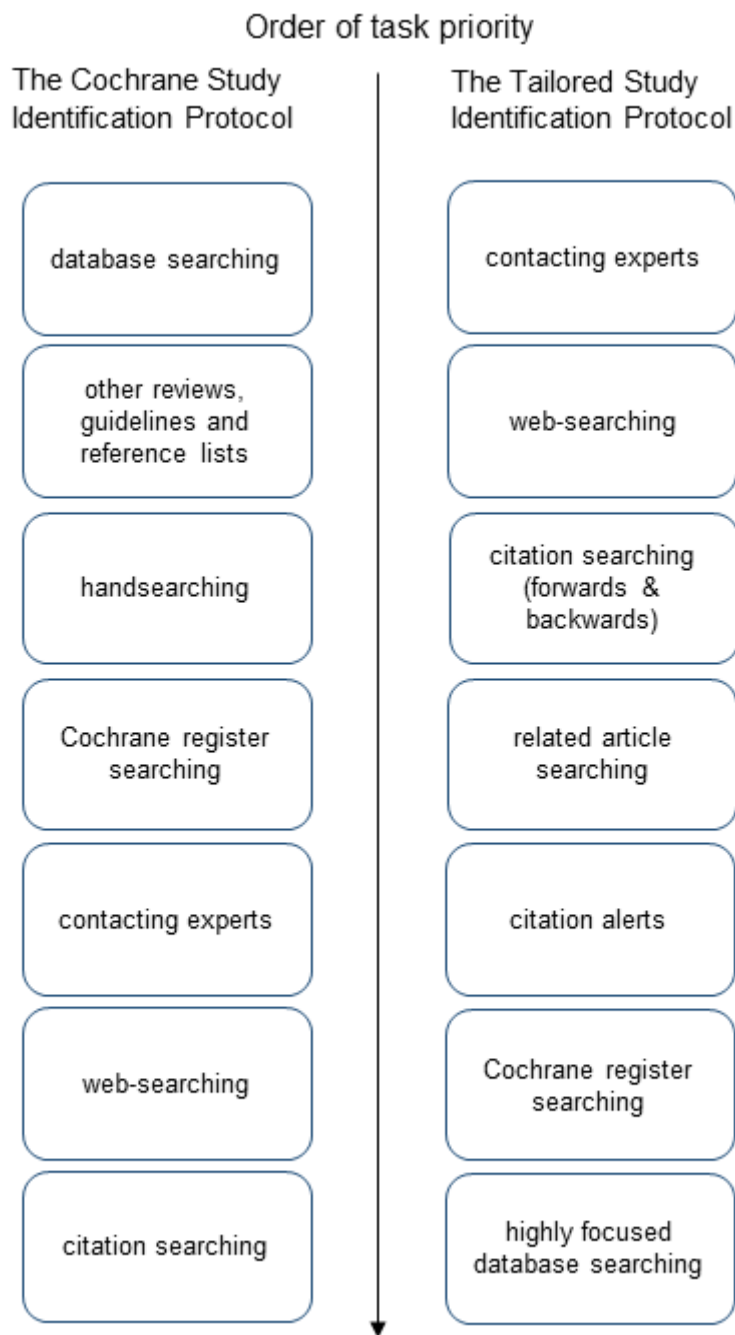 Order of task priority
The Cochrane Study
Identification Protocol
database searching
other reviews,
guidelines and
reference lists
handsearching
Cochrane register
searching
contacting experts
web-searching
citation searching
The Tailored Study
Identification Protocol
contacting experts
web-searching
citation searching
(forwards &
backwards)
related article
searching
citation alerts
Cochrane register
searching
highly focused
database searching